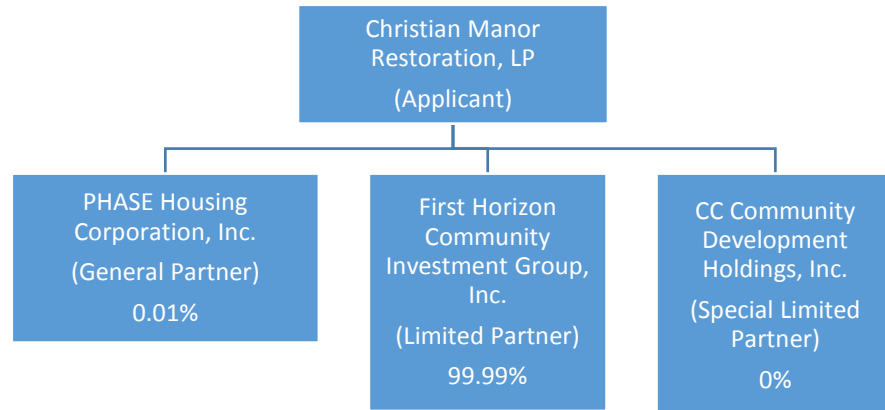 Christian Manor
Restoration, LP
(Applicant)
PHASE Housing
Corporation, Inc.
(General Partner)
0.01%
First Horizon
Community
Investment Group,
Inc.
(Limited Partner)
99.99%
CC Community
Development
Holdings, Inc.
(Special Limited
Partner)
0%